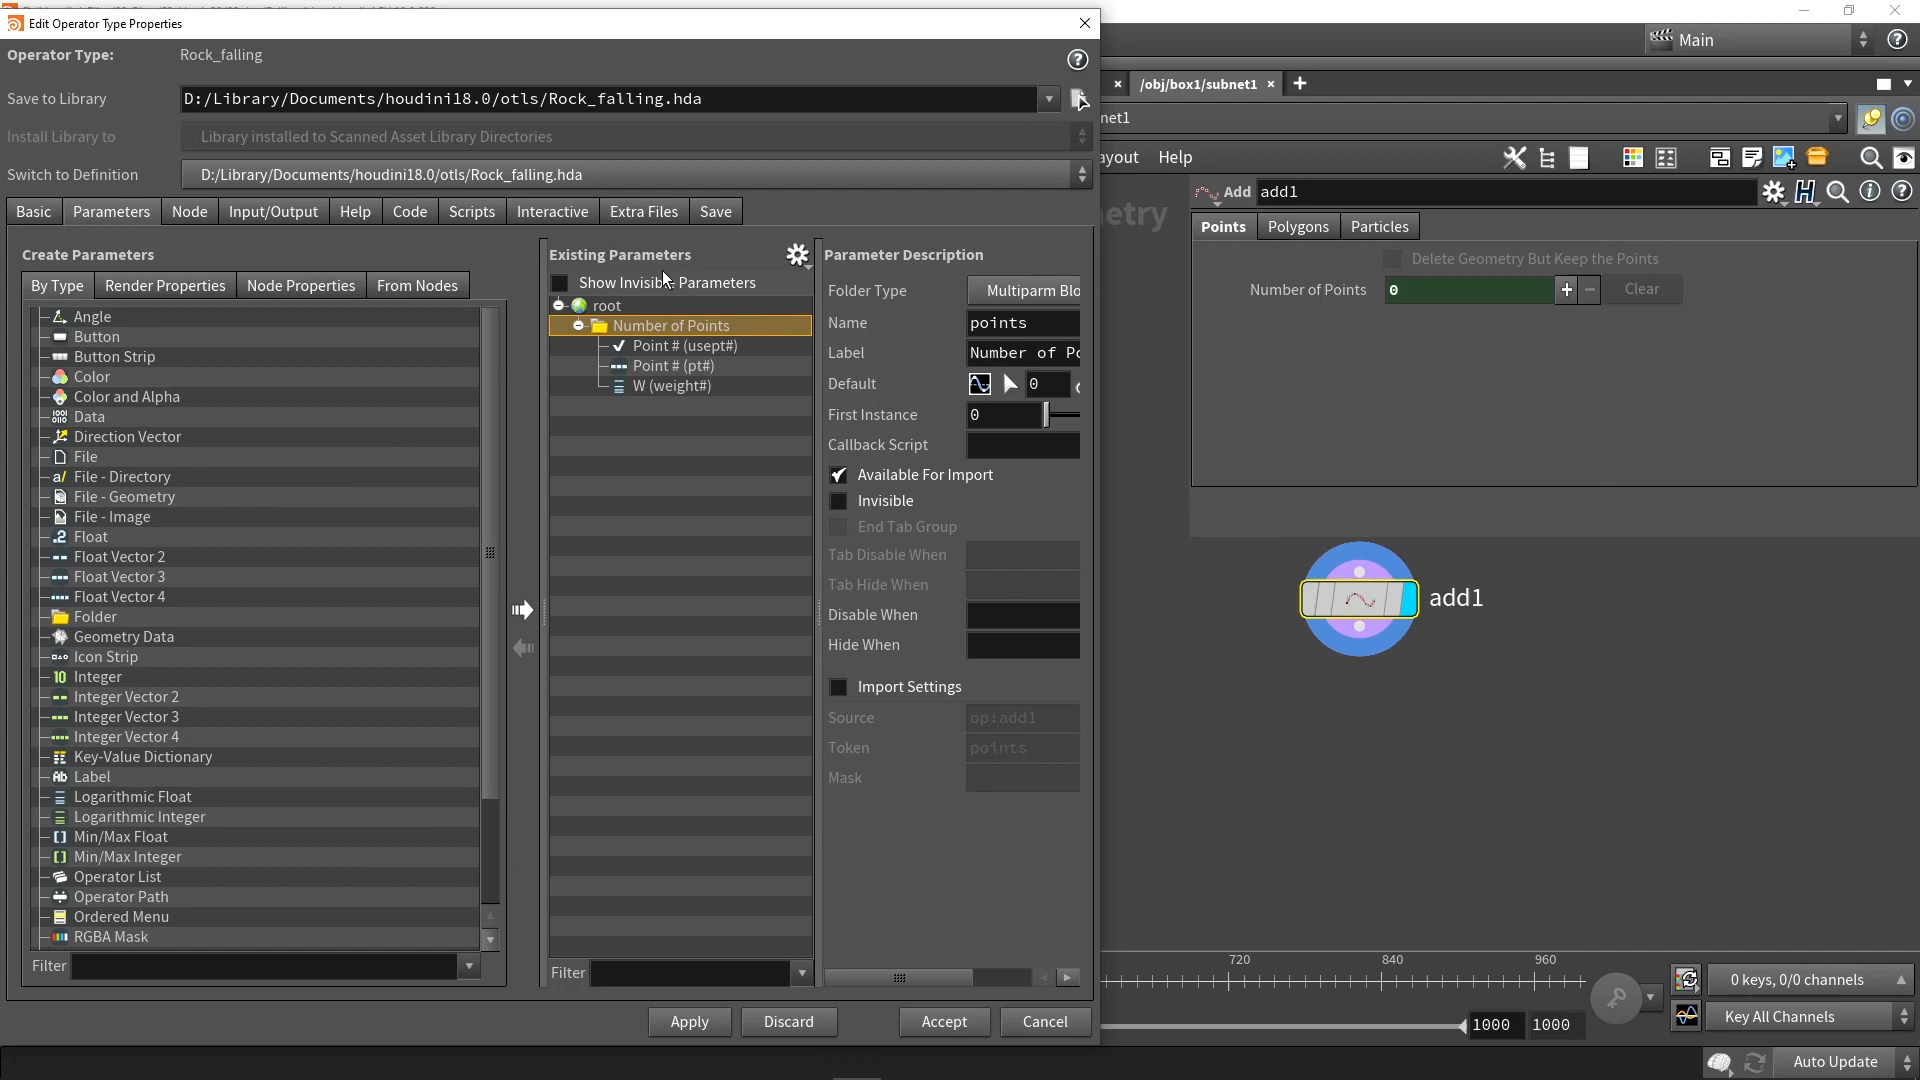 Edit Operator Type Properties
Operator Type: Rock_falling
Save to Library D:/Library/Documents/houdini18.0/otls/Rock_falling.hda
Install Library to Library installed to Scanned Asset Library Directories
Switch to Definition D:/Library/Documents/houdini18.0/otls/Rock_falling.hda
Basic Parameters Node Input/Output Help Code Scripts Interactive Extra Files Save
Create Parameters
By Type Render Properties Node Properties From Nodes
Angle
Button
Button Strip
Color
Color and Alpha
Data
Direction Vector
File
File - Directory
File - Geometry
File - Image
Float
Float Vector 2
Float Vector 3
Float Vector 4
Folder
Geometry Data
Icon Strip
Integer
Integer Vector 2
Integer Vector 3
Integer Vector 4
Key-Value Dictionary
Label
Logarithmic Float
Logarithmic Integer
Min/Max Float
Min/Max Integer
Operator List
Operator Path
Ordered Menu
RGBA Mask
Filter
Existing Parameters
Show Invisible Parameters
root
Number of Points
Point # (usept#)
Point # (pt#)
W (weight#)
Filter
Parameter Description
Folder Type Multiparm Blo
Name points
Label Number of Po
Default 0
First Instance 0
Callback Script
Available For Import
Invisible
End Tab Group
Tab Disable When
Tab Hide When
Disable When
Hide When
Import Settings
Source op:add1
Token points
Mask
Apply Discard Accept Cancel
Main
/obj/box1/subnet1
net1
ayout Help
etry
Add add1
Points Polygons Particles
Delete Geometry But Keep the Points
Number of Points 0 Clear
add1
720 840 960
1000 1000
0 keys, 0/0 channels
Key All Channels
Auto Update